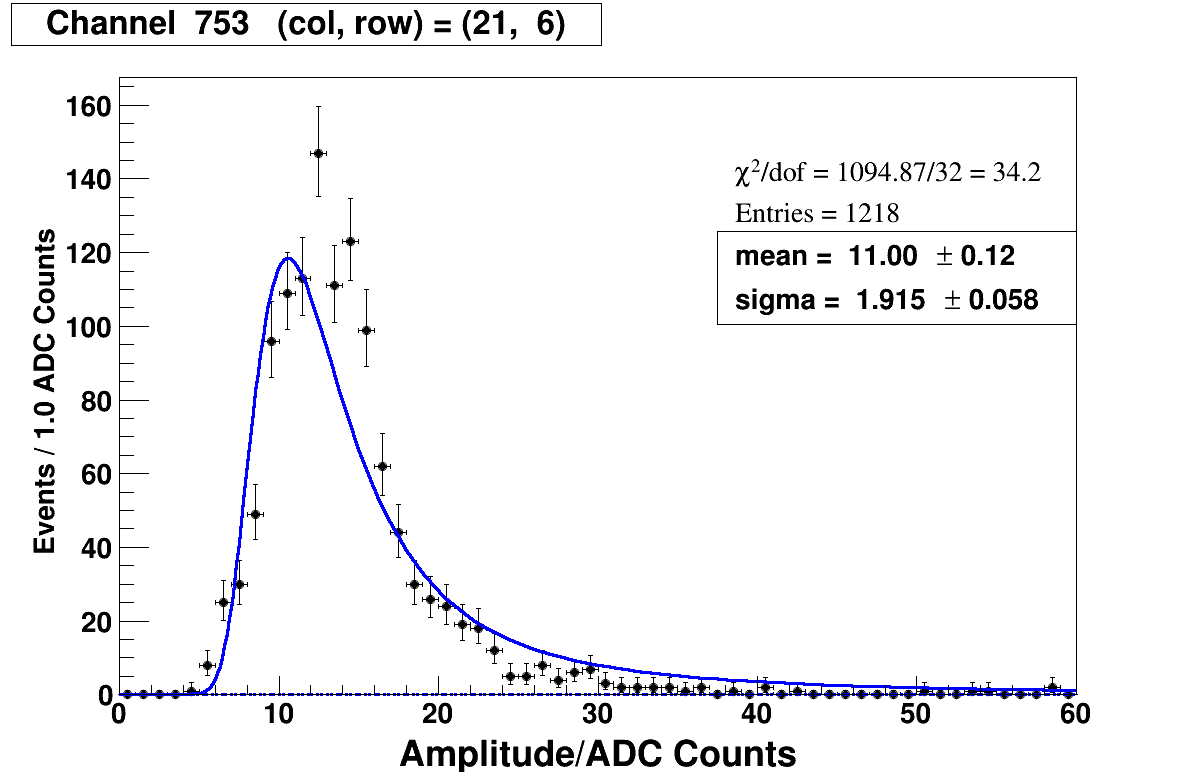 Channel 753 (col, row) = (21, 6)
160
140
120
100
80
60
40
20
0
Events / 1.0 ADC Counts
χ²/dof = 1094.87/32 = 34.2
Entries = 1218
mean = 11.00 ± 0.12
sigma = 1.915 ± 0.058
0 10 20 30 40 50 60
Amplitude/ADC Counts